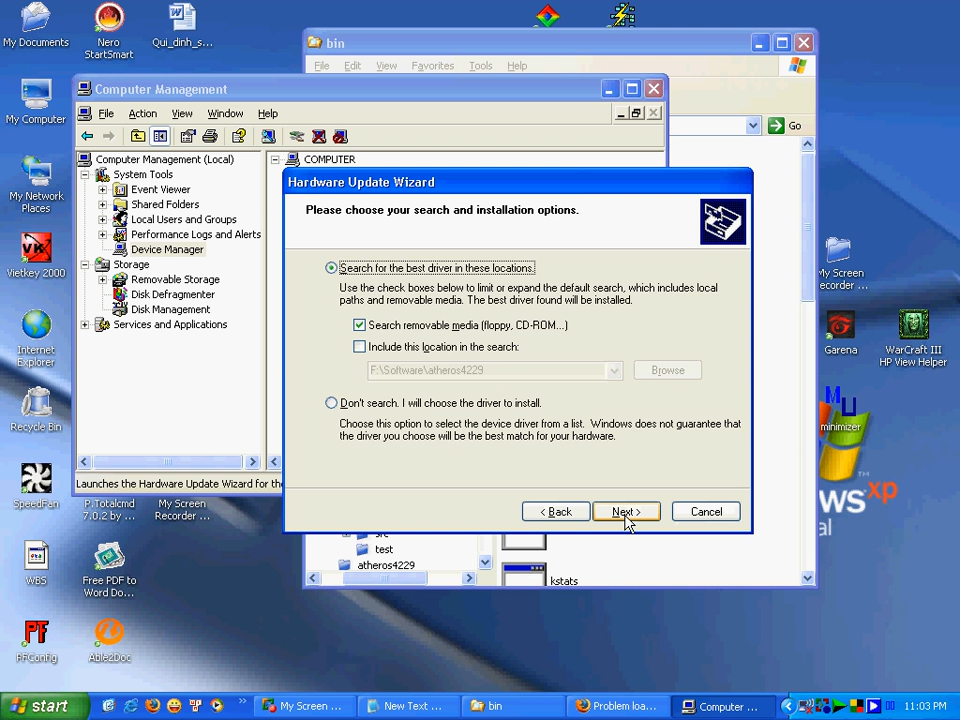 My Documents
Nero
StartSmart
Qui_dinh_s...
bin
File Edit View Favorites Tools Help
Go
Computer Management
File Action View Window Help
My Computer
Computer Management (Local)
System Tools
Event Viewer
Shared Folders
Local Users and Groups
Performance Logs and Alerts
Device Manager
Storage
Removable Storage
Disk Defragmenter
Disk Management
Services and Applications
COMPUTER
Launches the Hardware Update Wizard for the
Hardware Update Wizard
Please choose your search and installation options.
Search for the best driver in these locations.
Use the check boxes below to limit or expand the default search, which includes local
paths and removable media. The best driver found will be installed.
Search removable media (floppy, CD-ROM...)
Include this location in the search:
F:\Software\atheros4229
Browse
Don't search. I will choose the driver to install.
Choose this option to select the device driver from a list. Windows does not guarantee that
the driver you choose will be the best match for your hardware.
< Back
Next >
Cancel
src
test
atheros4229
kstats
My Network
Places
VK
Vietkey 2000
Internet
Explorer
Recycle Bin
SpeedFan
P.Totalcmd
7.0.2 by ...
My Screen
Recorder ...
WBS
Free PDF to
Word Do...
PF
PFConfig
Able2Doc
My Screen
Recorder ...
Garena
WarCraft III
HP View Helper
MU
minimizer
ws xp
al
start
My Screen ...
New Text ...
bin
Problem loa...
Computer ...
11:03 PM